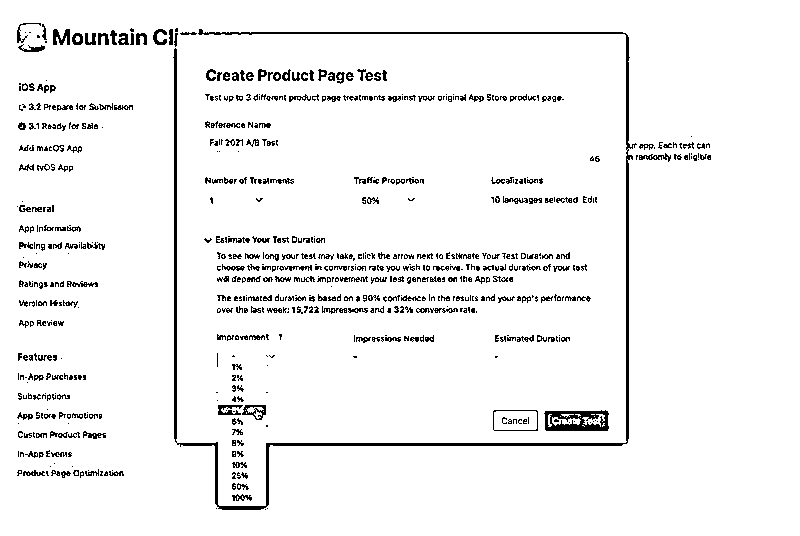 Mountain
iOS App
3.2 Prepare for Submission
3.1 Ready for Sale
Add macOS App
Add tvOS App
General
App Information
Pricing and Availability
Privacy
Ratings and Reviews
Version History
App Review
Features
In-App Purchases
Subscriptions
App Store Promotions
Custom Product Pages
In-App Events
Product Page Optimization
Create Product Page Test
Test up to 3 different product page treatments against your original App Store product page.
Reference Name
Fall 2021 A/B Test
46
Number of Treatments Traffic Proportion Localizations
1 50% 10 languages selected Edit
Estimate Your Test Duration
To see how long your test may take, click the arrow next to Estimate Your Test Duration and
choose the improvement in conversion rate you wish to receive. The actual duration of your test
will depend on how much improvement your test generates on the App Store
The estimated duration is based on a 90% confidence in the results and your app's performance
over the last week: 15,722 impressions and a 32% conversion rate.
Improvement ? Impressions Needed Estimated Duration
- - -
1%
2%
3%
4%
6%
7%
8%
9%
10%
25%
50%
100%
Cancel Create Test
app. Each test can
randomly to eligible